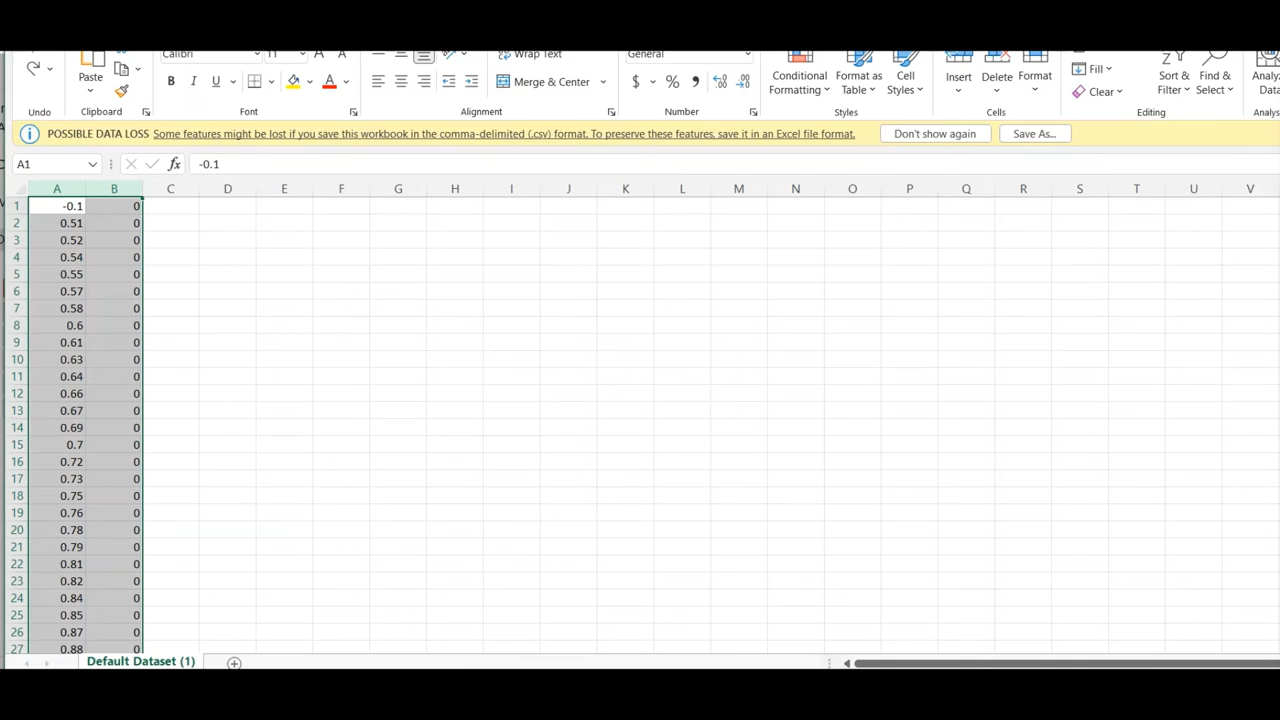 Calibri 11 Wrap Text General
Paste B I U Merge & Center $ % Conditional Formatting Format as Table Cell Styles Insert Delete Format Fill Clear Sort & Filter Find & Select
Undo Clipboard Font Alignment Number Styles Cells Editing
POSSIBLE DATA LOSS Some features might be lost if you save this workbook in the comma-delimited (.csv) format. To preserve these features, save it in an Excel file format. Don't show again Save As...
A1 fx -0.1
A B C D E F G H I J K L M N O P Q R S T U V
1 -0.1 0
2 0.51 0
3 0.52 0
4 0.54 0
5 0.55 0
6 0.57 0
7 0.58 0
8 0.6 0
9 0.61 0
10 0.63 0
11 0.64 0
12 0.66 0
13 0.67 0
14 0.69 0
15 0.7 0
16 0.72 0
17 0.73 0
18 0.75 0
19 0.76 0
20 0.78 0
21 0.79 0
22 0.81 0
23 0.82 0
24 0.84 0
25 0.85 0
26 0.87 0
27 0.88 0
Default Dataset (1)